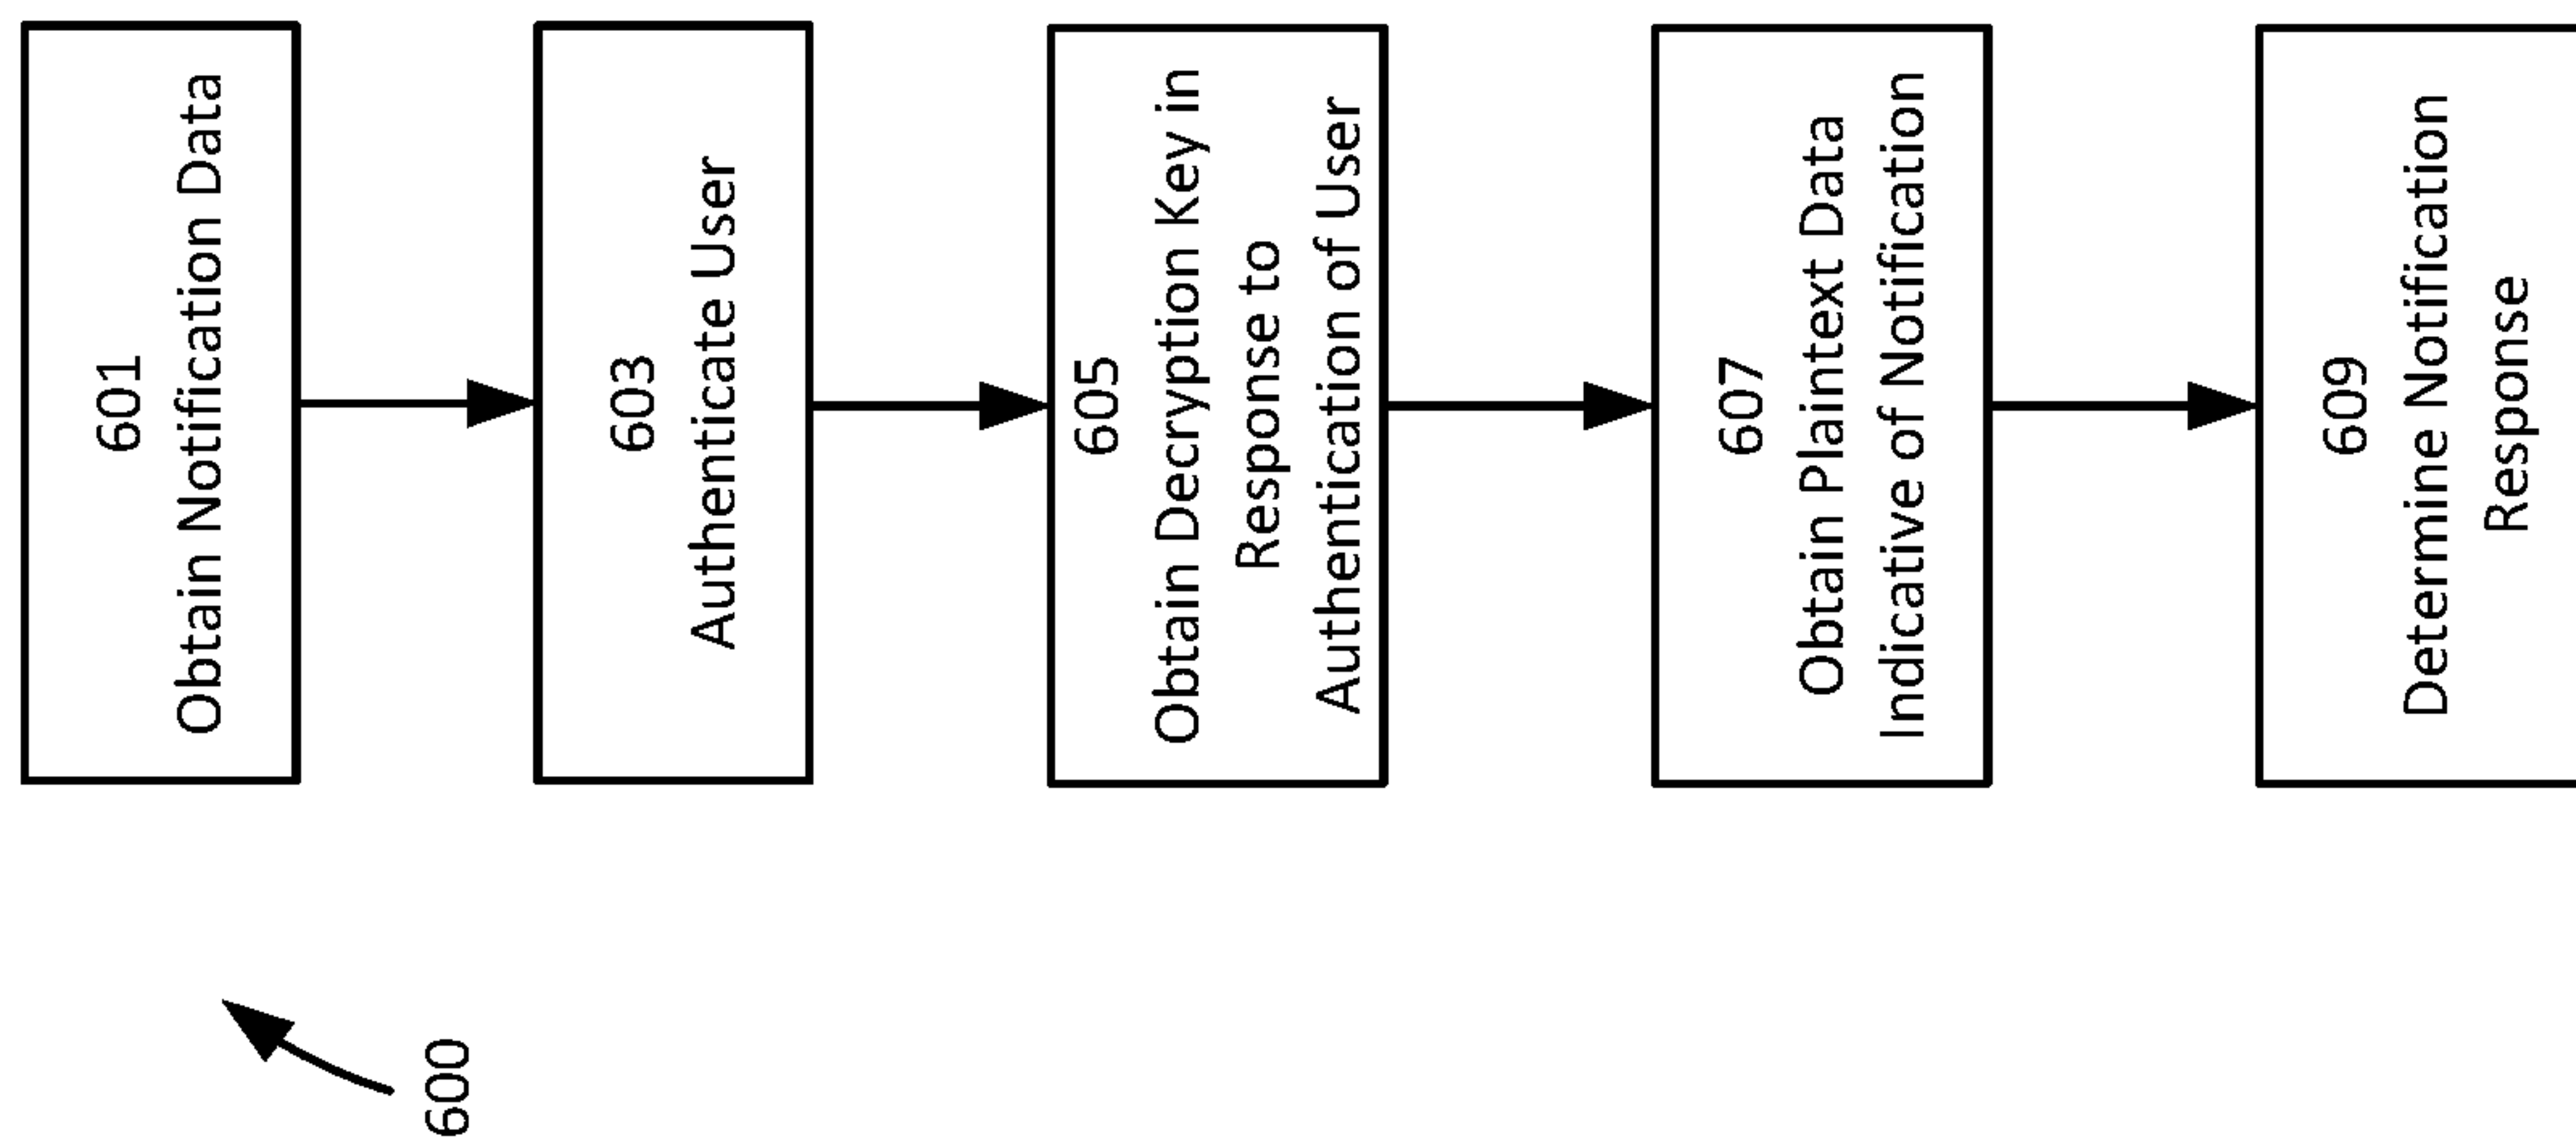 601
Obtain Notification Data
603
Authenticate User
605
Obtain Decryption Key in
Response to
Authentication of User
607
Obtain Plaintext Data
Indicative of Notification
609
Determine Notification
Response
600